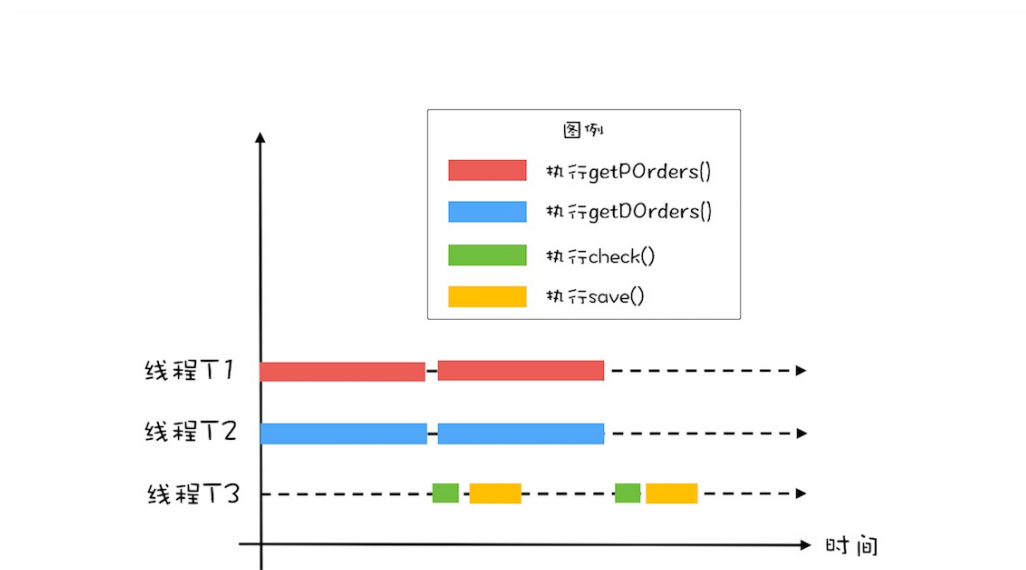 图例
执行getPOrders()
执行getDOrders()
执行check()
执行save()
线程T1
线程T2
线程T3
时间